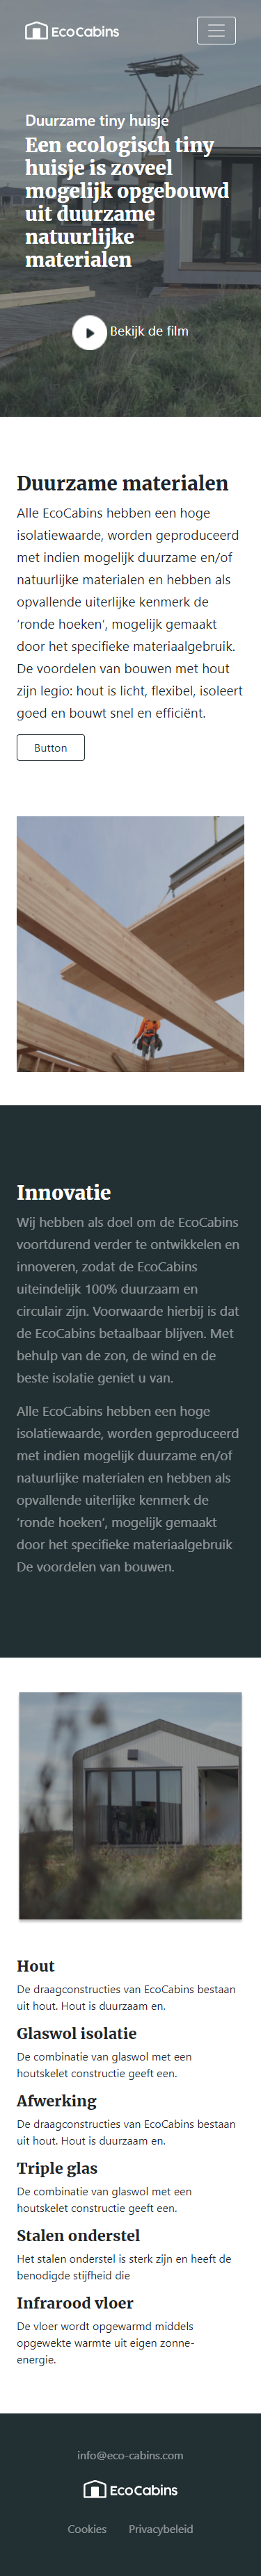 EcoCabins
Duurzame tiny huisje
Een ecologisch tiny
huisje is zoveel
mogelijk opgebouwd
uit duurzame
natuurlijke
materialen
Bekijk de film
Duurzame materialen
Alle EcoCabins hebben een hoge
isolatiewaarde, worden geproduceerd
met indien mogelijk duurzame en/of
natuurlijke materialen en hebben als
opvallende uiterlijke kenmerk de
‘ronde hoeken’, mogelijk gemaakt
door het specifieke materiaalgebruik.
De voordelen van bouwen met hout
zijn legio: hout is licht, flexibel, isoleert
goed en bouwt snel en efficiënt.
Button
Innovatie
Wij hebben als doel om de EcoCabins
voortdurend verder te ontwikkelen en
innoveren, zodat de EcoCabins
uiteindelijk 100% duurzaam en
circulair zijn. Voorwaarde hierbij is dat
de EcoCabins betaalbaar blijven. Met
behulp van de zon, de wind en de
beste isolatie geniet u van.
Alle EcoCabins hebben een hoge
isolatiewaarde, worden geproduceerd
met indien mogelijk duurzame en/of
natuurlijke materialen en hebben als
opvallende uiterlijke kenmerk de
‘ronde hoeken’, mogelijk gemaakt
door het specifieke materiaalgebruik
De voordelen van bouwen.
Hout
De draagconstructies van EcoCabins bestaan
uit hout. Hout is duurzaam en.
Glaswol isolatie
De combinatie van glaswol met een
houtskelet constructie geeft een.
Afwerking
De draagconstructies van EcoCabins bestaan
uit hout. Hout is duurzaam en.
Triple glas
De combinatie van glaswol met een
houtskelet constructie geeft een.
Stalen onderstel
Het stalen onderstel is sterk zijn en heeft de
benodigde stijfheid die
Infrarood vloer
De vloer wordt opgewarmd middels
opgewekte warmte uit eigen zonne-
energie.
info@eco-cabins.com
EcoCabins
Cookies Privacybeleid